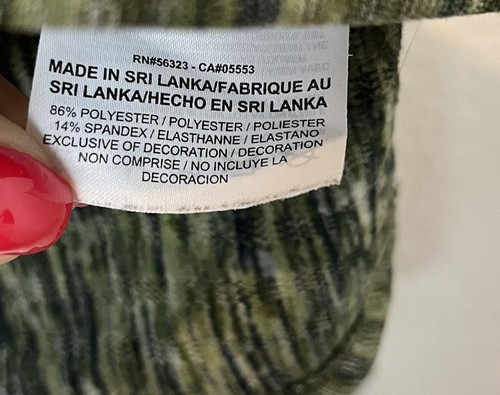 RN#56323 - CA#05553
MADE IN SRI LANKA/FABRIQUE AU
SRI LANKA/HECHO EN SRI LANKA
86% POLYESTER / POLYESTER / POLIESTER
14% SPANDEX / ELASTHANNE / ELASTANO
EXCLUSIVE OF DECORATION / DECORATION
NON COMPRISE / NO INCLUYE LA
DECORACION